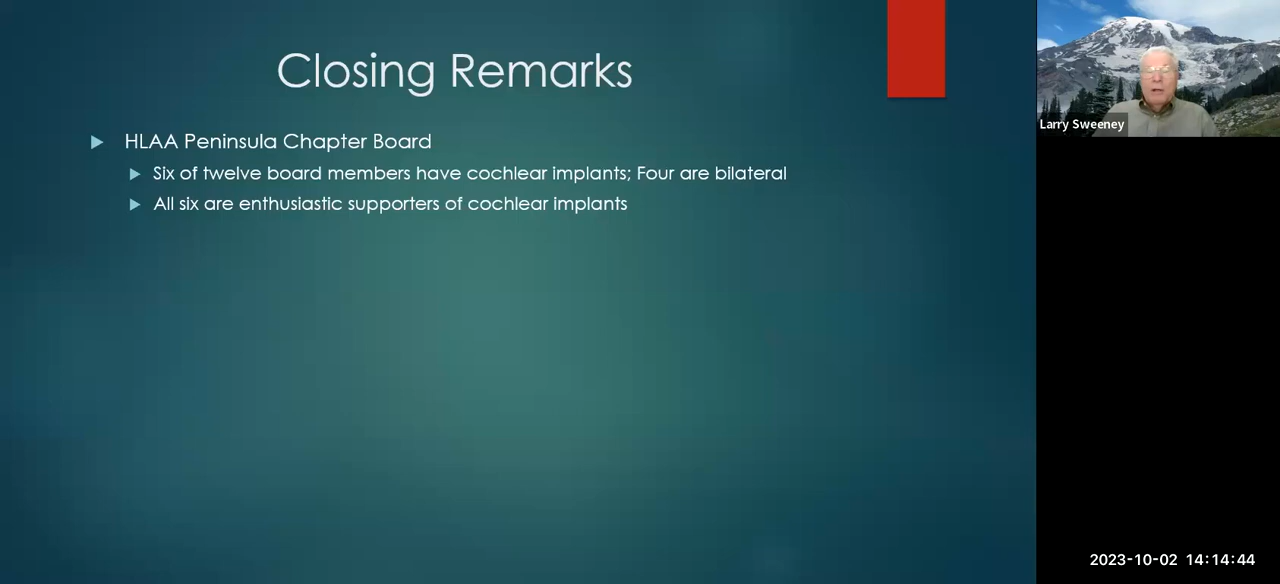 Closing Remarks
HLAA Peninsula Chapter Board
Six of twelve board members have cochlear implants; Four are bilateral
All six are enthusiastic supporters of cochlear implants
Larry Sweeney
2023-10-02 14:14:44